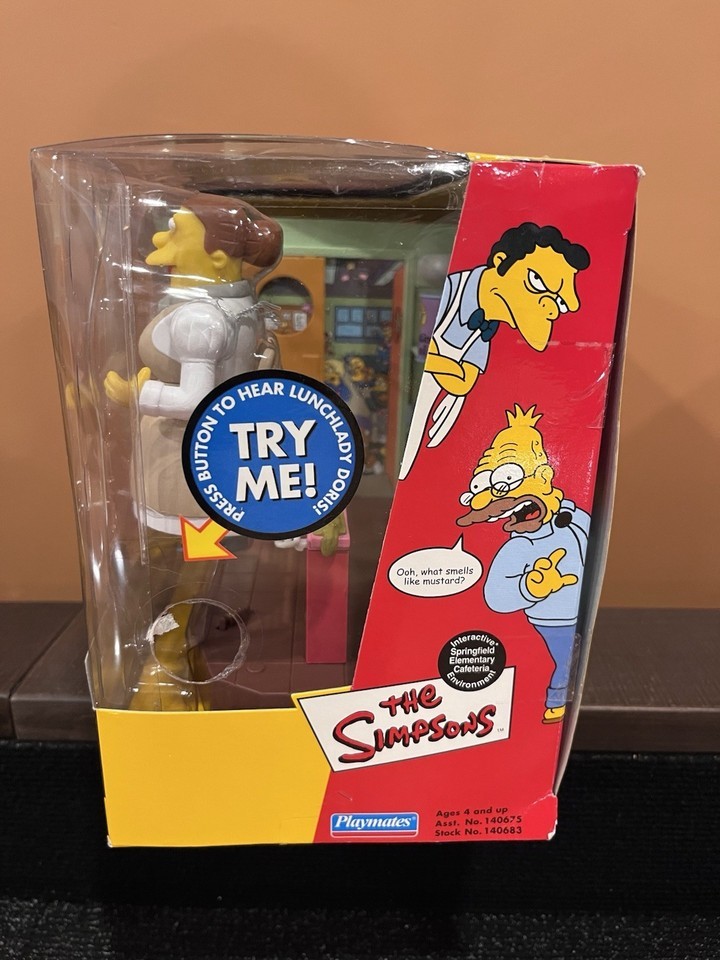 PRESS BUTTON TO HEAR LUNCHLADY DORIS!
TRY
ME!
Ooh, what smells
like mustard?
Interactive
Springfield
Elementary
Cafeteria
Environment
THE
SIMPSONS™
Playmates®
Ages 4 and up
Asst. No. 140675
Stock No. 140683